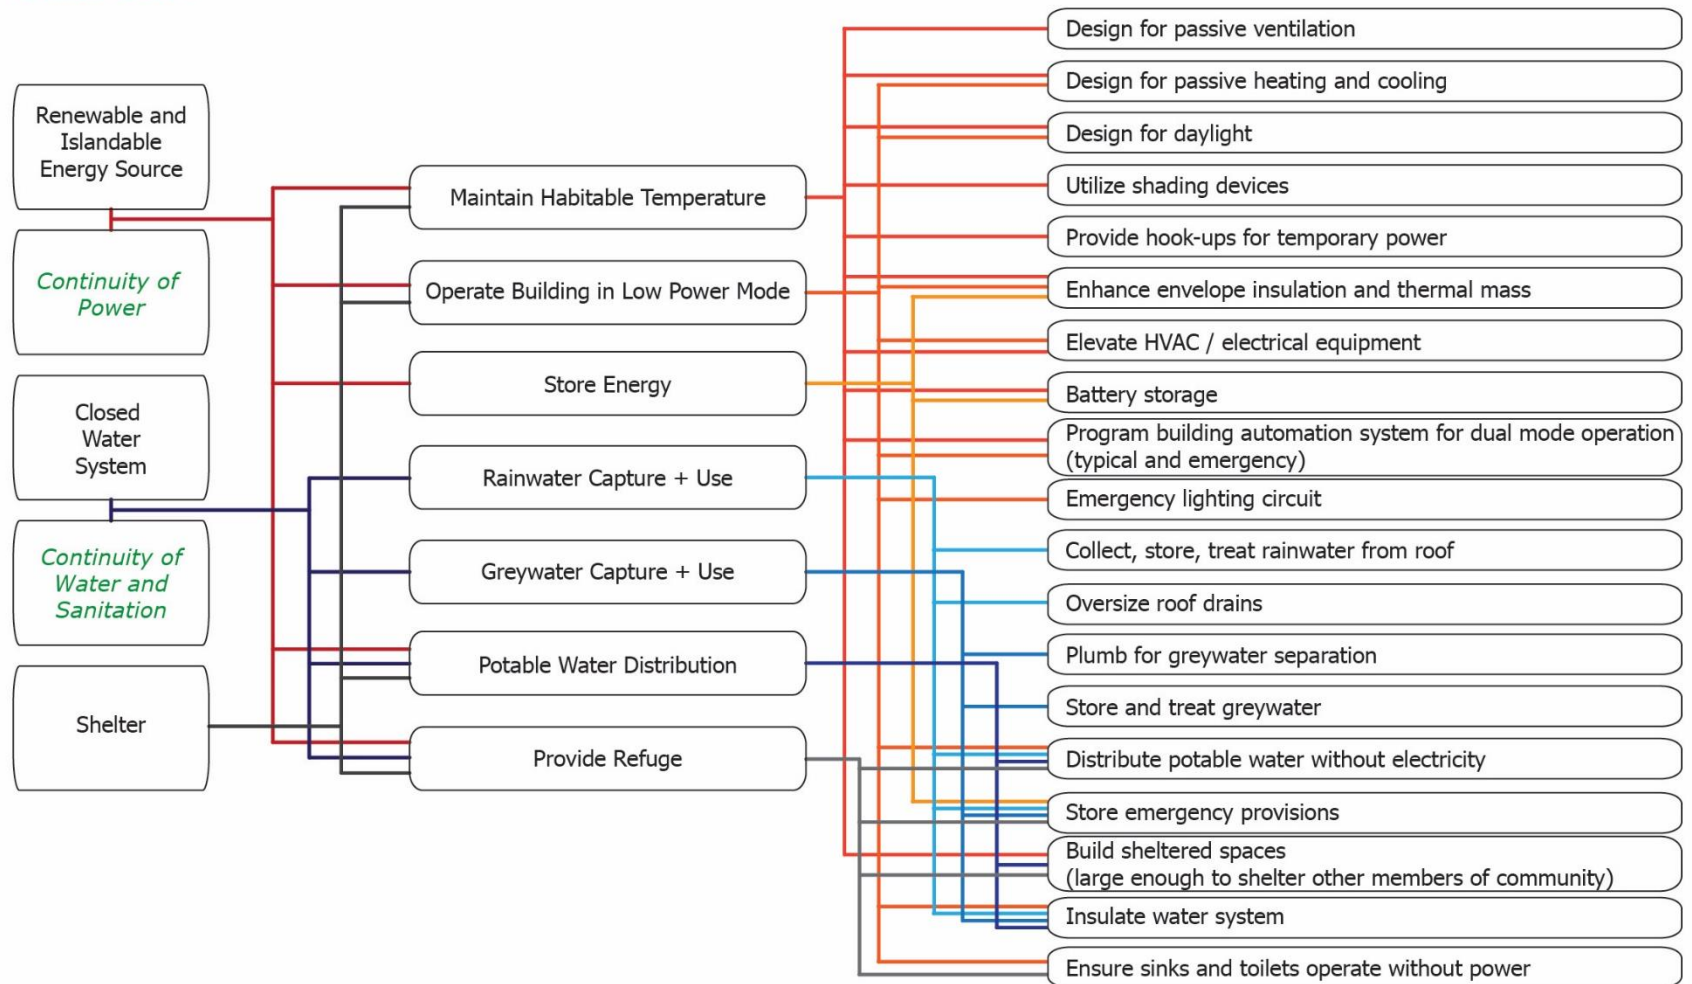 Renewable and
Islandable
Energy Source
Continuity of
Power
Closed
Water
System
Continuity of
Water and
Sanitation
Shelter
Maintain Habitable Temperature
Operate Building in Low Power Mode
Store Energy
Rainwater Capture + Use
Greywater Capture + Use
Potable Water Distribution
Provide Refuge
Design for passive ventilation
Design for passive heating and cooling
Design for daylight
Utilize shading devices
Provide hook-ups for temporary power
Enhance envelope insulation and thermal mass
Elevate HVAC / electrical equipment
Battery storage
Program building automation system for dual mode operation
(typical and emergency)
Emergency lighting circuit
Collect, store, treat rainwater from roof
Oversize roof drains
Plumb for greywater separation
Store and treat greywater
Distribute potable water without electricity
Store emergency provisions
Build sheltered spaces
(large enough to shelter other members of community)
Insulate water system
Ensure sinks and toilets operate without power